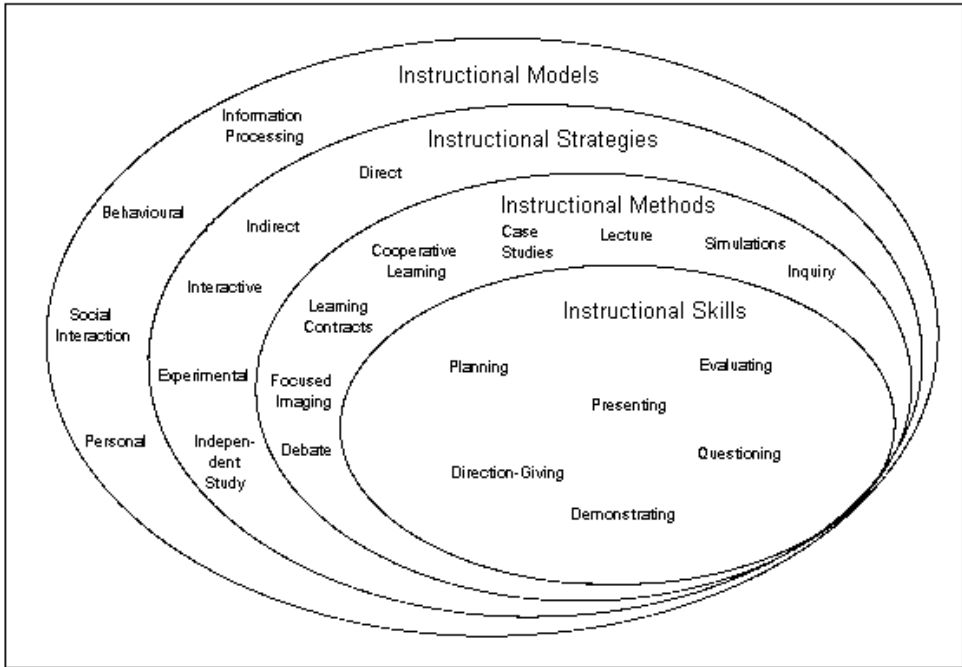 Instructional Models
Information
Processing
Behavioural
Social
Interaction
Personal
Instructional Strategies
Direct
Indirect
Interactive
Experimental
Indepen-
dent
Study
Instructional Methods
Case
Studies
Lecture
Simulations
Inquiry
Cooperative
Learning
Learning
Contracts
Focused
Imaging
Debate
Instructional Skills
Planning
Evaluating
Presenting
Questioning
Direction-Giving
Demonstrating